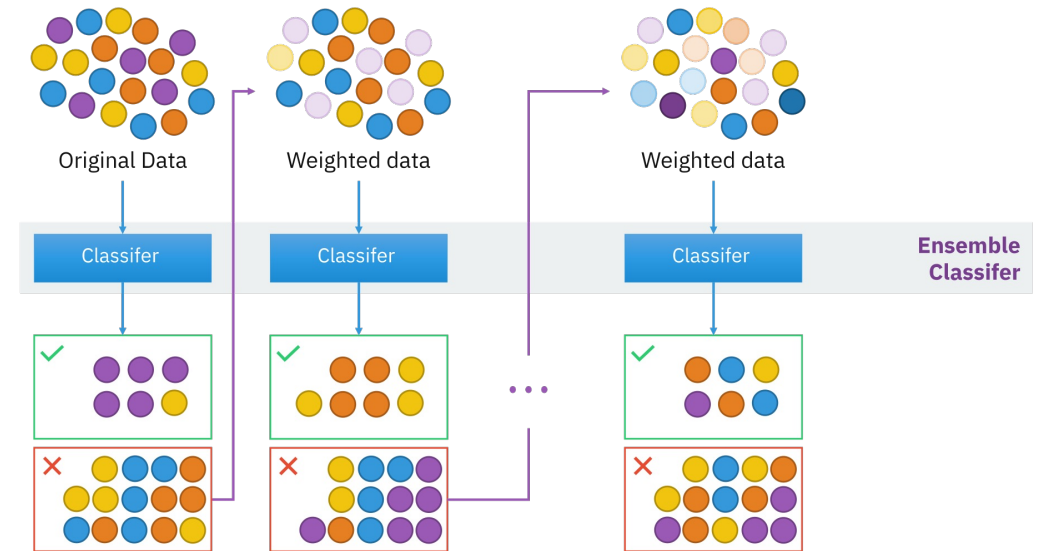 Original Data
Weighted data
Weighted data
Classifer
Classifer
Classifer
Ensemble
Classifer